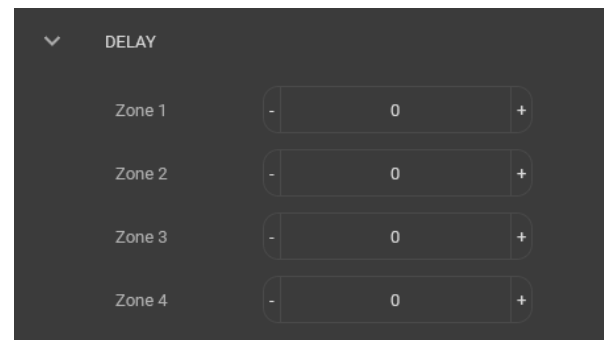 DELAY
Zone 1 - 0 +
Zone 2 - 0 +
Zone 3 - 0 +
Zone 4 - 0 +